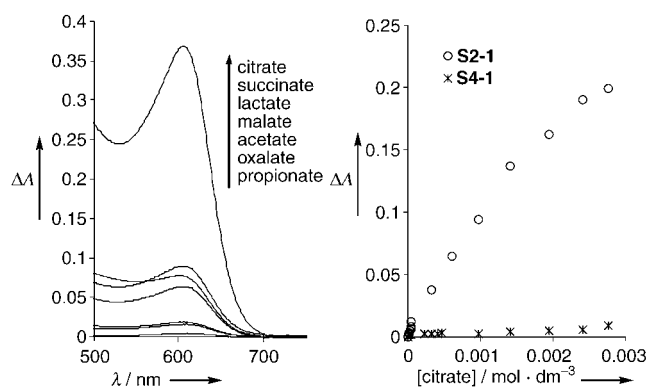 0.4
0.35
0.3
0.25
0.2
0.15
0.1
0.05
0
ΔA
500 600 700
λ / nm
citrate
succinate
lactate
malate
acetate
oxalate
propionate
0.25
0.2
0.15
0.1
0.05
0
ΔA
○ S2-1
× S4-1
0 0.001 0.002 0.003
[citrate] / mol · dm⁻³